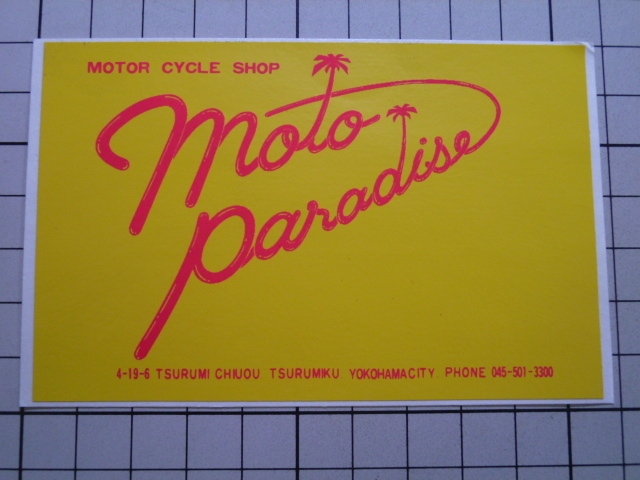 MOTOR CYCLE SHOP
Moto
Paradise
4-19-6 TSURUMI CHUOU TSURUMIKU YOKOHAMACITY PHONE 045-501-3300